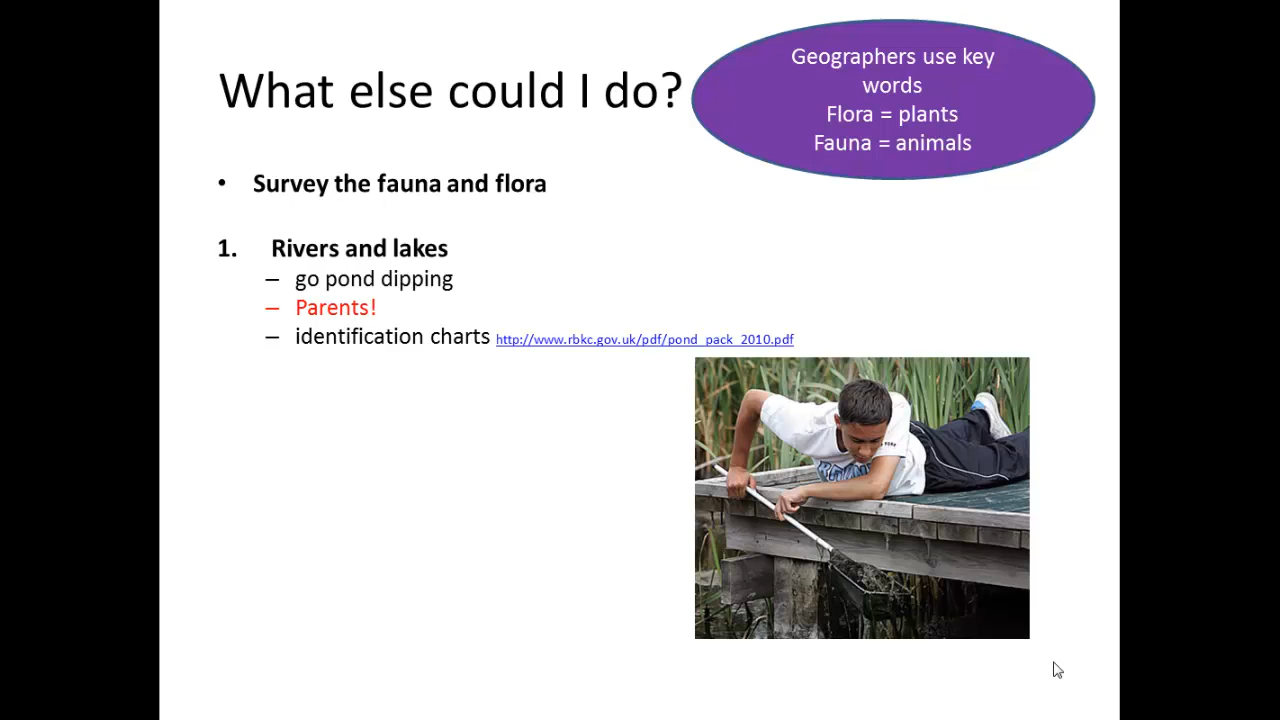 What else could I do?
Geographers use key
words
Flora = plants
Fauna = animals
• Survey the fauna and flora
1. Rivers and lakes
– go pond dipping
– Parents!
– identification charts http://www.rbkc.gov.uk/pdf/pond_pack_2010.pdf